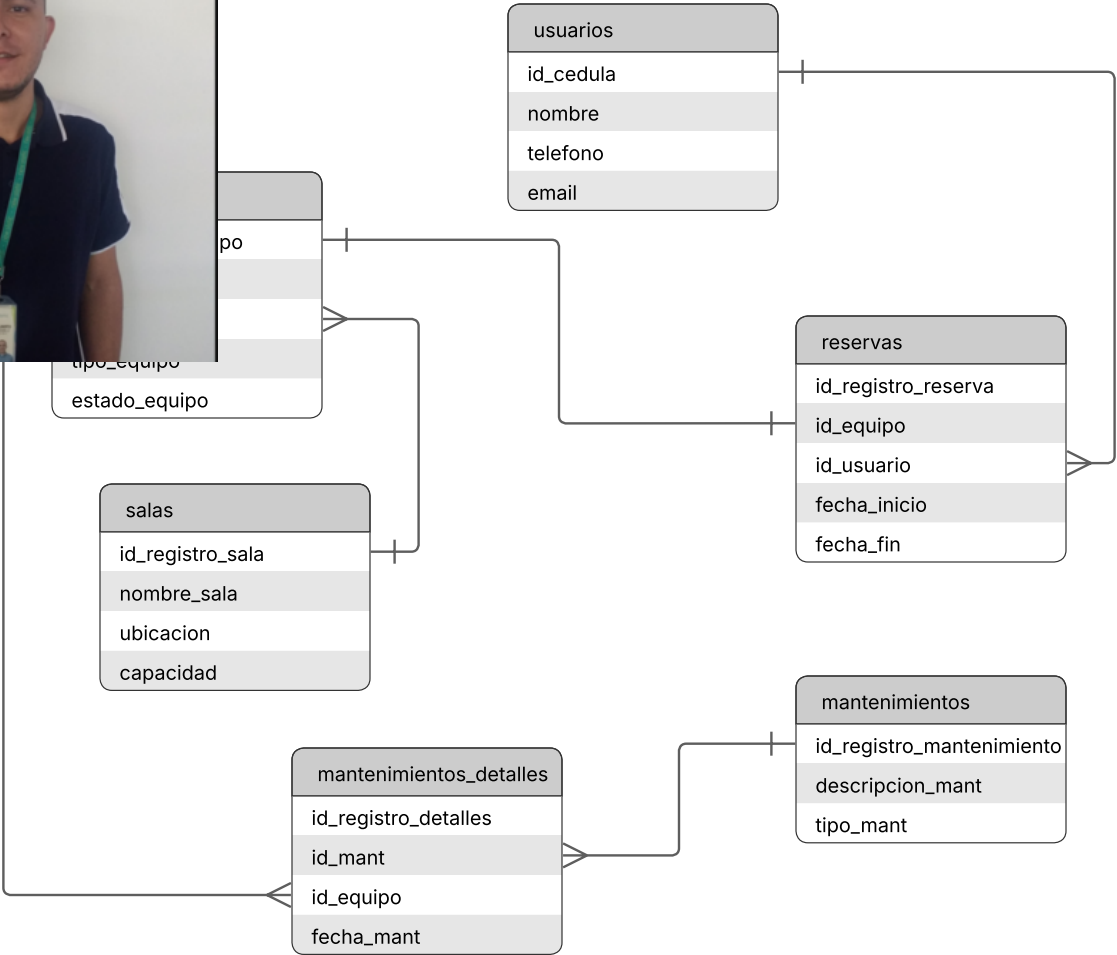 usuarios
id_cedula
nombre
telefono
email
po
tipo_equipo
estado_equipo
reservas
id_registro_reserva
id_equipo
id_usuario
fecha_inicio
fecha_fin
salas
id_registro_sala
nombre_sala
ubicacion
capacidad
mantenimientos
id_registro_mantenimiento
descripcion_mant
tipo_mant
mantenimientos_detalles
id_registro_detalles
id_mant
id_equipo
fecha_mant